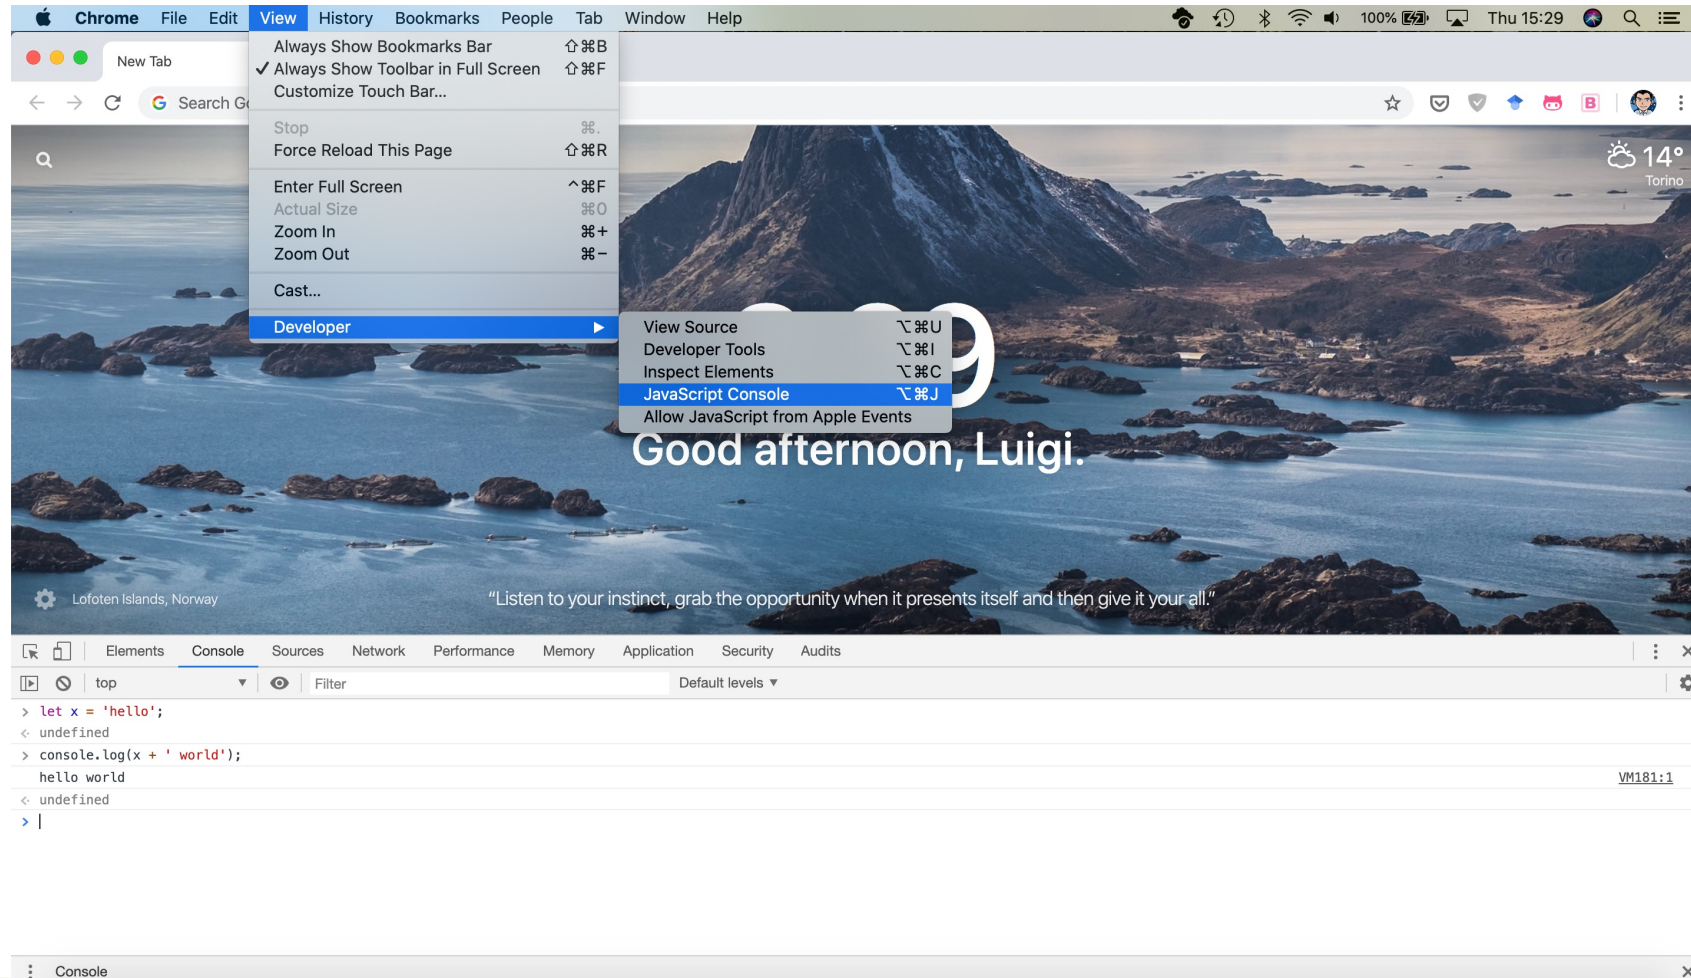 Chrome File Edit View History Bookmarks People Tab Window Help 100% Thu 15:29
New Tab
Always Show Bookmarks Bar ⇧⌘B
✓ Always Show Toolbar in Full Screen ⇧⌘F
Customize Touch Bar...
Stop ⌘.
Force Reload This Page ⇧⌘R
Enter Full Screen ^⌘F
Actual Size ⌘0
Zoom In ⌘+
Zoom Out ⌘−
Cast...
Developer ▶
View Source ⌥⌘U
Developer Tools ⌥⌘I
Inspect Elements ⌥⌘C
JavaScript Console ⌥⌘J
Allow JavaScript from Apple Events
G Search
B
14°
Torino
9
Good afternoon, Luigi.
Lofoten Islands, Norway
“Listen to your instinct, grab the opportunity when it presents itself and then give it your all.”
Elements Console Sources Network Performance Memory Application Security Audits
top ▼ Filter Default levels ▼
> let x = 'hello';
< undefined
> console.log(x + ' world');
hello world VM181:1
< undefined
>
Console